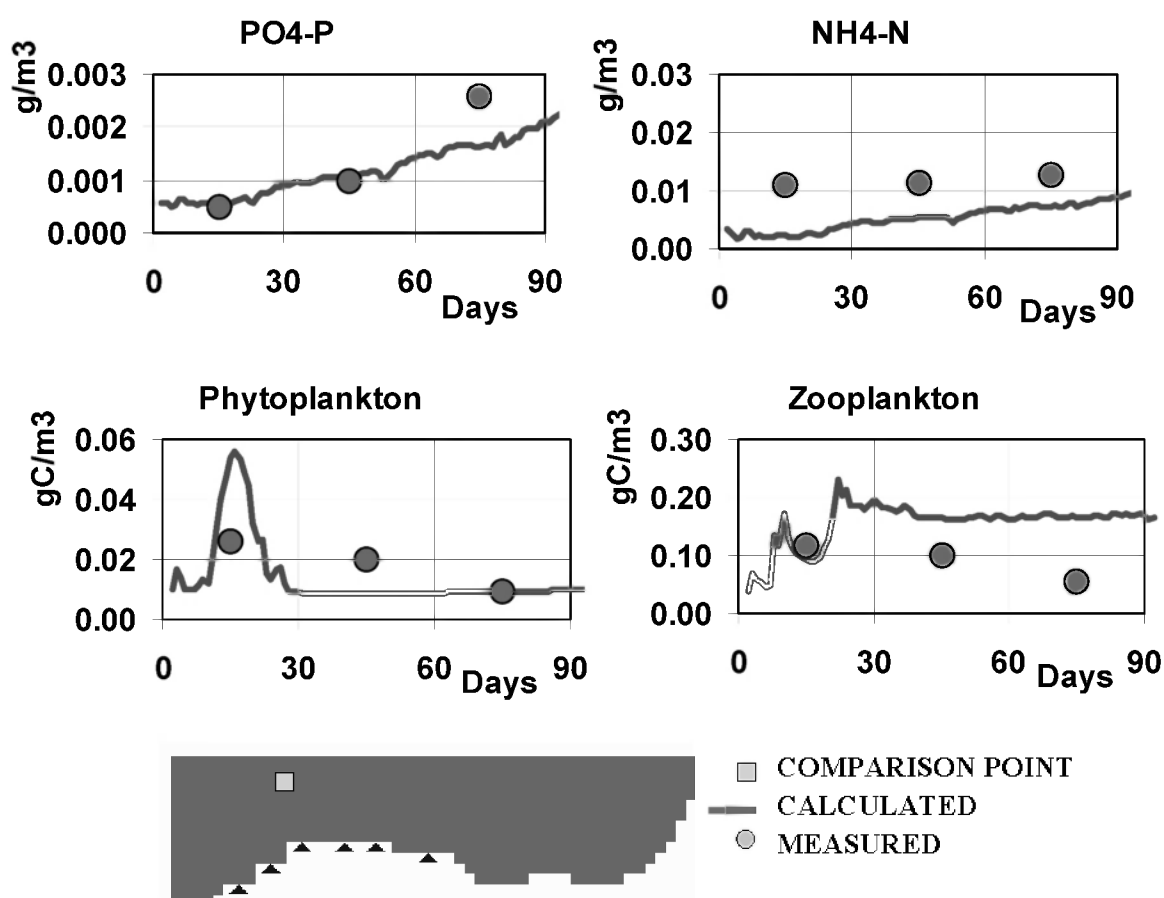 PO4-P
g/m3
0.003
0.002
0.001
0.000
0 30 60 90
Days
NH4-N
g/m3
0.03
0.02
0.01
0.00
0 30 60 90
Days
Phytoplankton
gC/m3
0.06
0.04
0.02
0.00
0 30 60 90
Days
Zooplankton
gC/m3
0.30
0.20
0.10
0.00
0 30 60 90
Days
COMPARISON POINT
CALCULATED
MEASURED